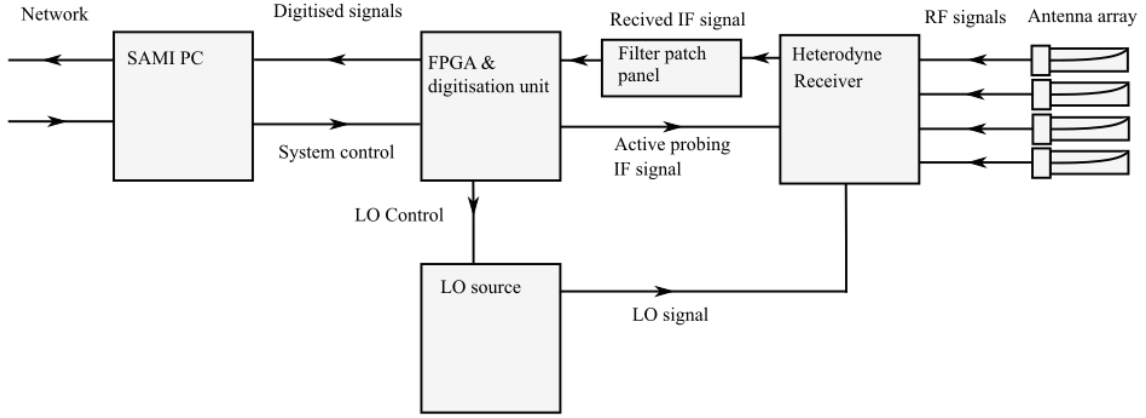 Network
Digitised signals
Recived IF signal
RF signals
Antenna array
SAMI PC
FPGA &
digitisation unit
Filter patch
panel
Heterodyne
Receiver
System control
Active probing
IF signal
LO Control
LO source
LO signal